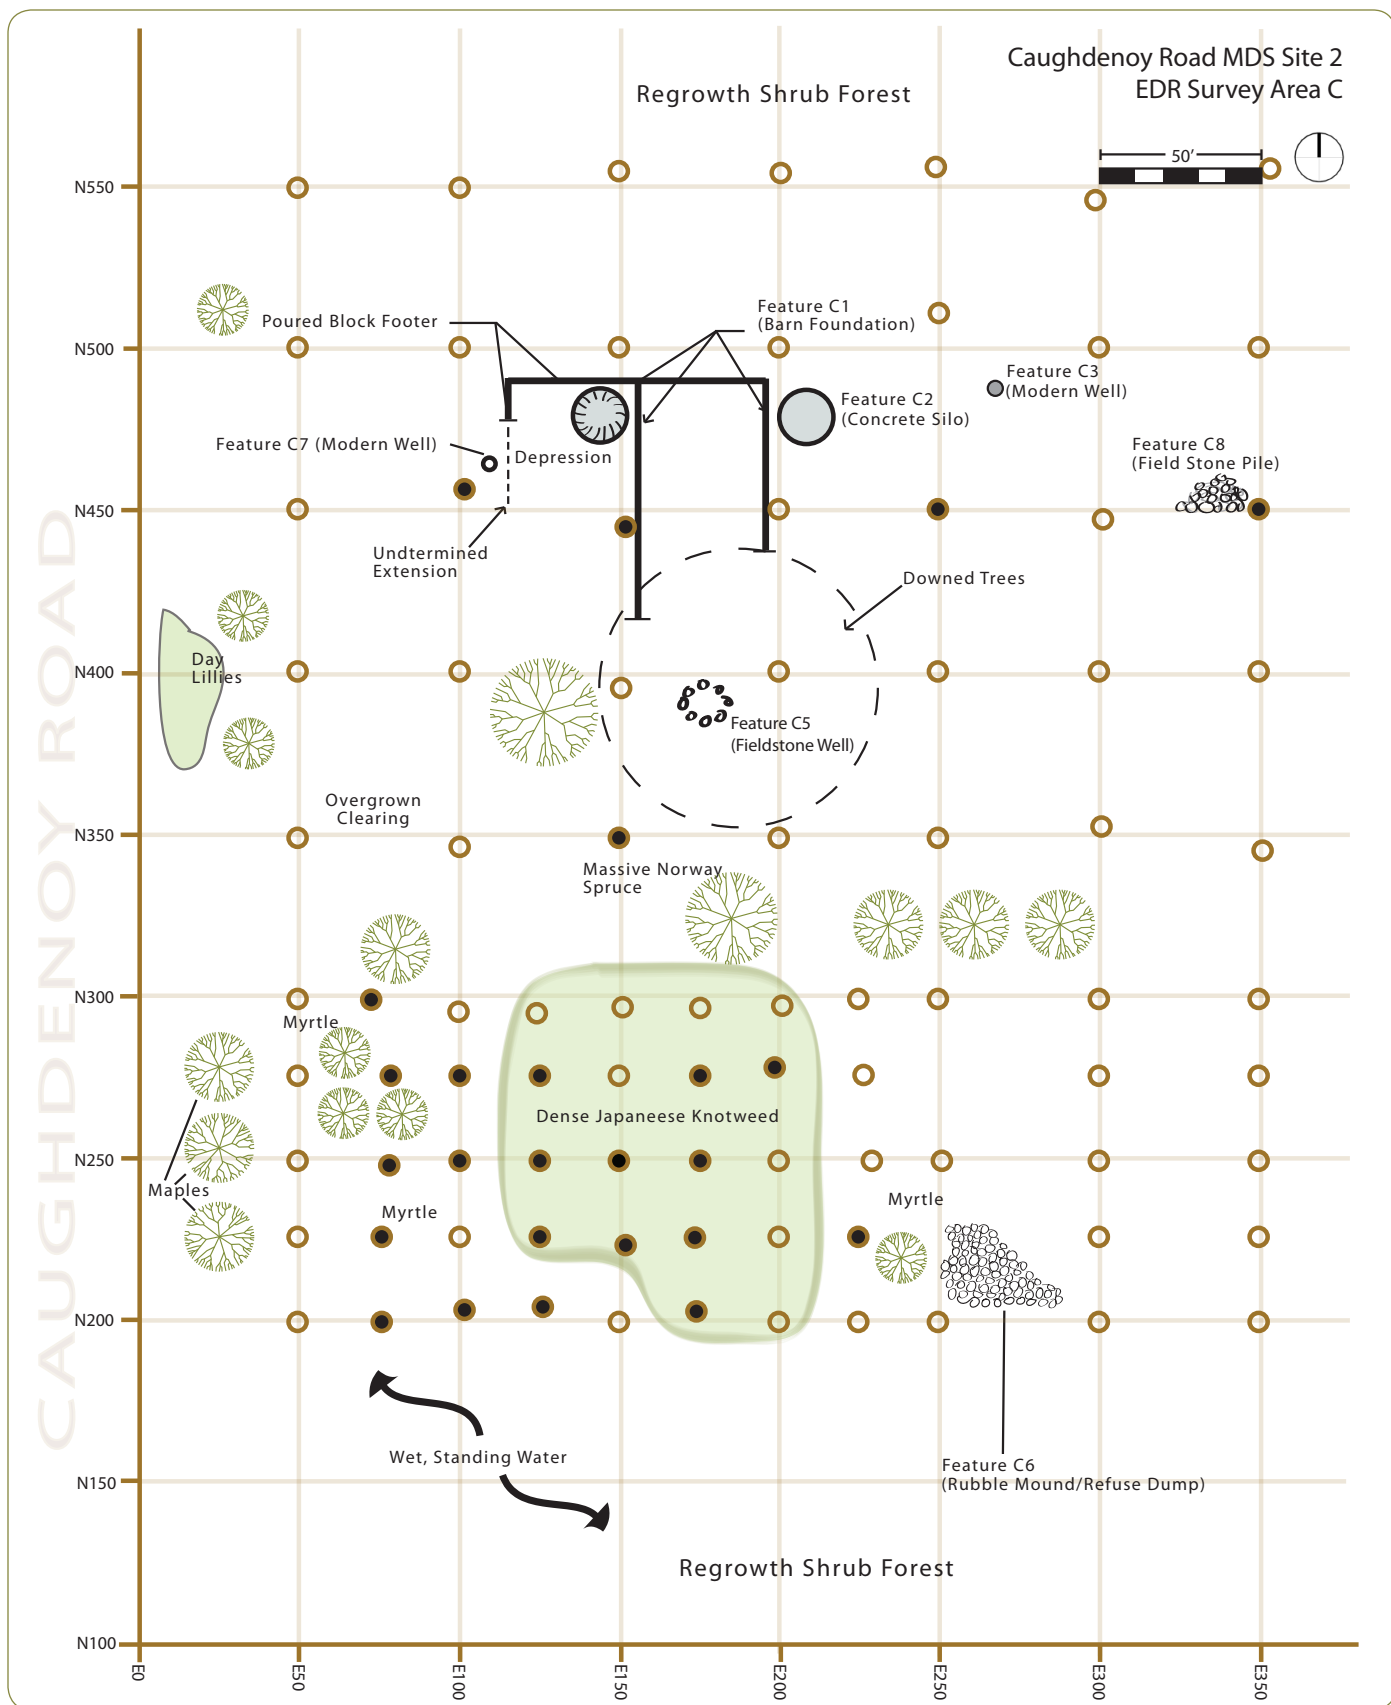 Caughdenoy Road MDS Site 2
EDR Survey Area C
Regrowth Shrub Forest
50'
N550
Feature C1
(Barn Foundation)
Poured Block Footer
N500
Feature C3
(Modern Well)
Feature C2
(Concrete Silo)
Feature C7 (Modern Well)
Depression
Feature C8
(Field Stone Pile)
N450
Undtermined
Extension
Downed Trees
Day
Lillies
N400
Feature C5
(Fieldstone Well)
Overgrown
Clearing
N350
Massive Norway
Spruce
N300
Myrtle
Dense Japaneese Knotweed
N250
Maples
Myrtle
Myrtle
N200
Wet, Standing Water
Feature C6
(Rubble Mound/Refuse Dump)
N150
Regrowth Shrub Forest
N100
CAUGHDENOY ROAD
E0
E50
E100
E150
E200
E250
E300
E350